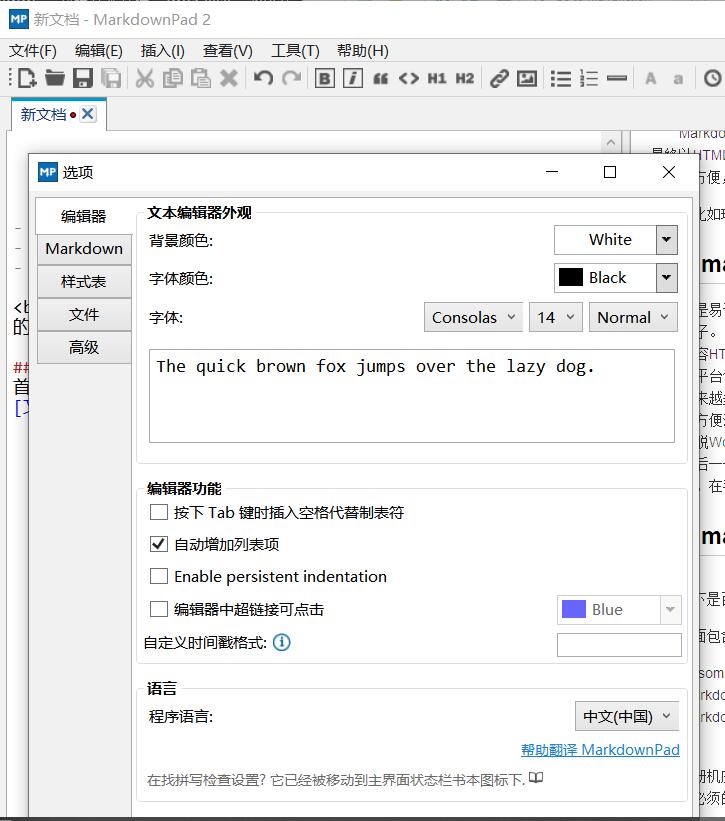 MP 新文档 - MarkdownPad 2
文件(F) 编辑(E) 插入(I) 查看(V) 工具(T) 帮助(H)
B i H1 H2 A a
新文档
MP 选项
编辑器
Markdown
样式表
文件
高级
文本编辑器外观
背景颜色: White
字体颜色: Black
字体: Consolas 14 Normal
The quick brown fox jumps over the lazy dog.
编辑器功能
按下 Tab 键时插入空格代替制表符
自动增加列表项
Enable persistent indentation
编辑器中超链接可点击 Blue
自定义时间戳格式:
语言
程序语言: 中文(中国)
帮助翻译 MarkdownPad
在找拼写检查设置? 它已经被移动到主界面状态栏书本图标下.